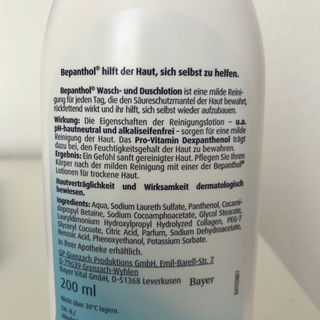 Bepanthol® hilft der Haut, sich selbst zu helfen.
Bepanthol® Wasch- und Duschlotion ist eine milde Reini-
gung für jeden Tag, die den Säureschutzmantel der Haut bewahrt,
rückfettend wirkt und ihr hilft, sich selbst wieder aufzubauen.
Wirkung: Die Eigenschaften der Reinigungslotion – u.a.
pH-hautneutral und alkaliseifenfrei – sorgen für eine milde
Reinigung der Haut. Das Pro-Vitamin Dexpanthenol trägt
dazu bei, den Feuchtigkeitsgehalt der Haut zu bewahren.
Ergebnis: Ein Gefühl sanft gereinigter Haut. Pflegen Sie Ihren
Körper nach der milden Reinigung mit einer der Bepanthol®
Lotionen für trockene Haut.
Hautverträglichkeit und Wirksamkeit dermatologisch
bewiesen.
Ingredients: Aqua, Sodium Laureth Sulfate, Panthenol, Cocami-
dopropyl Betaine, Sodium Cocoamphoacetate, Glycol Stearate,
Lauryldimonium Hydroxypropyl Hydrolyzed Collagen, PEG-7
Glyceryl Cocoate, Citric Acid, Parfum, Sodium Dehydroacetate,
Benzoic Acid, Phenoxyethanol, Potassium Sorbate.
In Ihrer Apotheke erhältlich.
GP Grenzach Produktions GmbH, Emil-Barell-Str. 7
D-79639 Grenzach-Wyhlen
Bayer Vital GmbH, D-51368 Leverkusen Bayer
200 ml
Nicht über 30°C lagern.